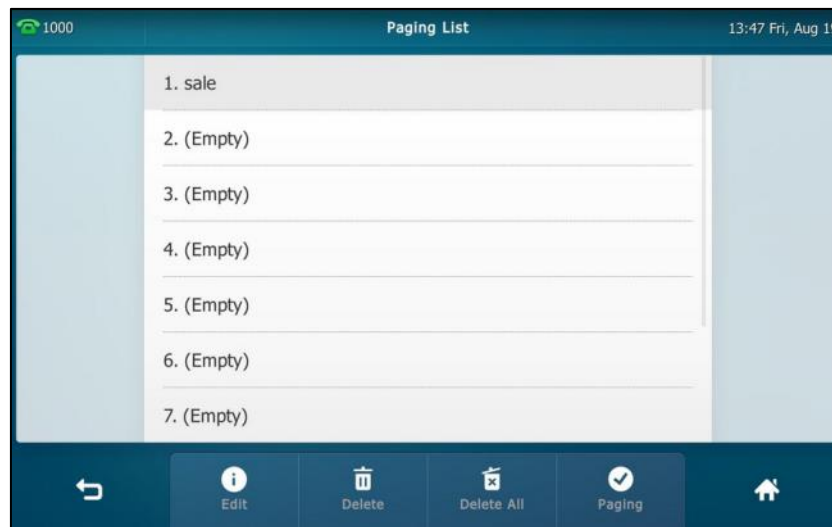 1000 Paging List 13:47 Fri, Aug
1. sale
2. (Empty)
3. (Empty)
4. (Empty)
5. (Empty)
6. (Empty)
7. (Empty)
Edit Delete Delete All Paging